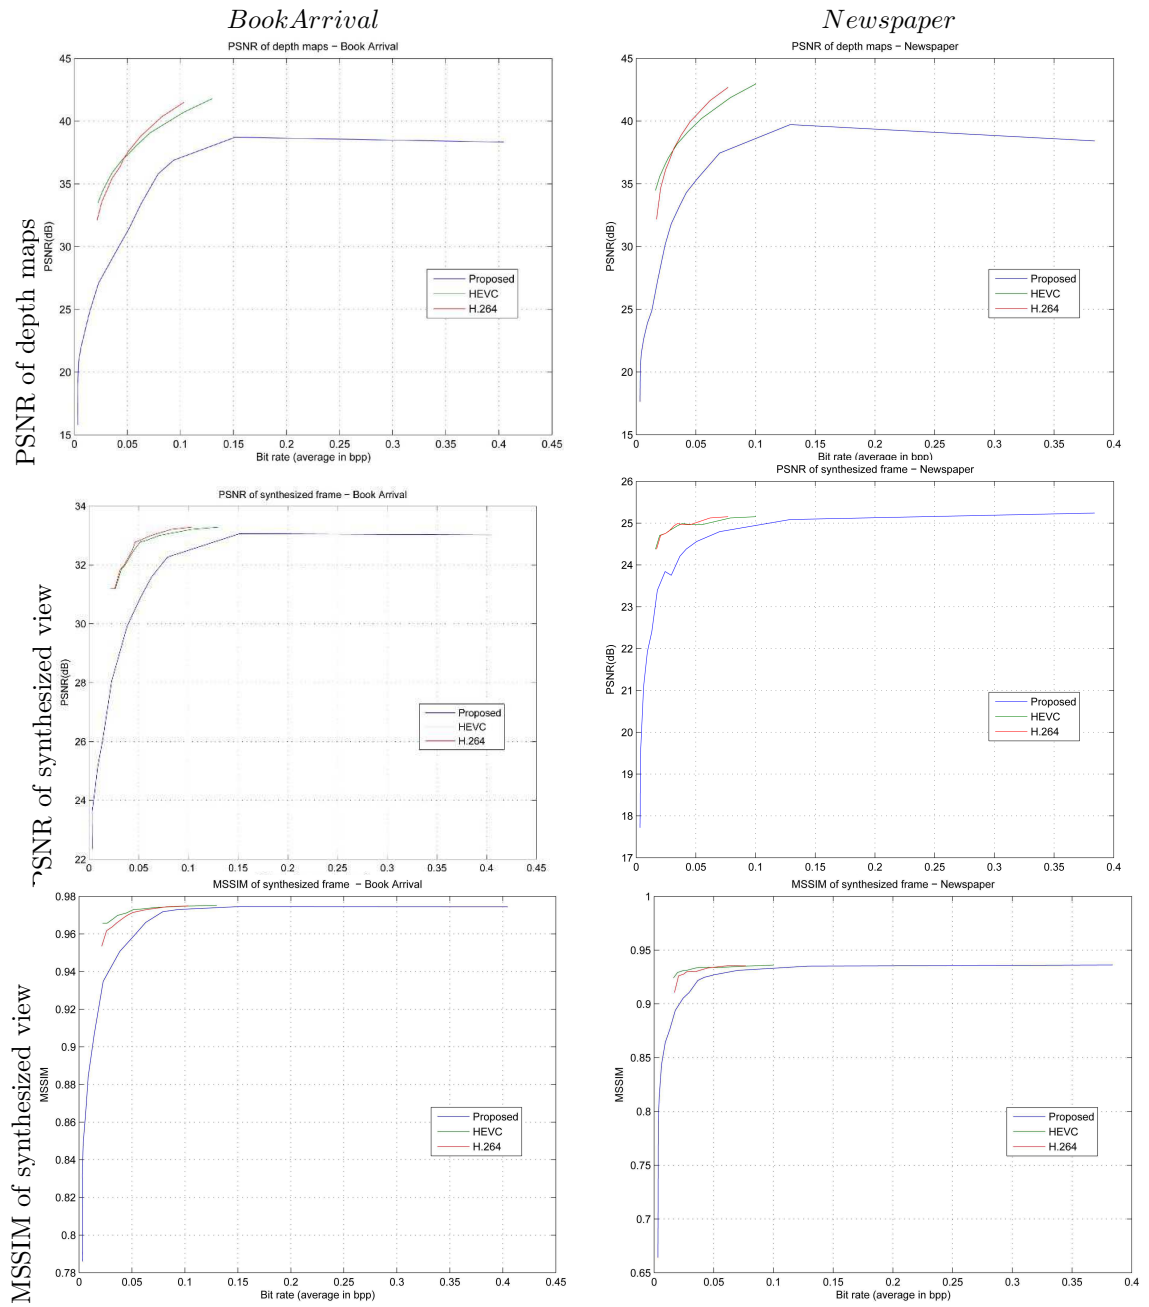 BookArrival
Newspaper
PSNR of depth maps
PSNR of depth maps − Book Arrival
PSNR(dB)
45
40
35
30
25
20
15
0
0.05
0.1
0.15
0.2
0.25
0.3
0.35
0.4
0.45
Bit rate (average in bpp)
Proposed
HEVC
H.264
PSNR of depth maps − Newspaper
PSNR(dB)
45
40
35
30
25
20
15
0
0.05
0.1
0.15
0.2
0.25
0.3
0.35
0.4
Bit rate (average in bpp)
Proposed
HEVC
H.264
PSNR of synthesized view
PSNR of synthesized frame − Book Arrival
PSNR(dB)
34
32
30
28
26
24
22
0
0.05
0.1
0.15
0.2
0.25
0.3
0.35
0.4
0.45
Proposed
HEVC
H.264
PSNR of synthesized frame − Newspaper
PSNR(dB)
26
25
24
23
22
21
20
19
18
17
0
0.05
0.1
0.15
0.2
0.25
0.3
0.35
0.4
Proposed
HEVC
H.264
MSSIM of synthesized view
MSSIM of synthesized frame − Book Arrival
MSSIM
0.98
0.96
0.94
0.92
0.9
0.88
0.86
0.84
0.82
0.8
0.78
0
0.05
0.1
0.15
0.2
0.25
0.3
0.35
0.4
0.45
Bit rate (average in bpp)
Proposed
HEVC
H.264
MSSIM of synthesized frame − Newspaper
MSSIM
1
0.95
0.9
0.85
0.8
0.75
0.7
0.65
0
0.05
0.1
0.15
0.2
0.25
0.3
0.35
0.4
Bit rate (average in bpp)
Proposed
HEVC
H.264